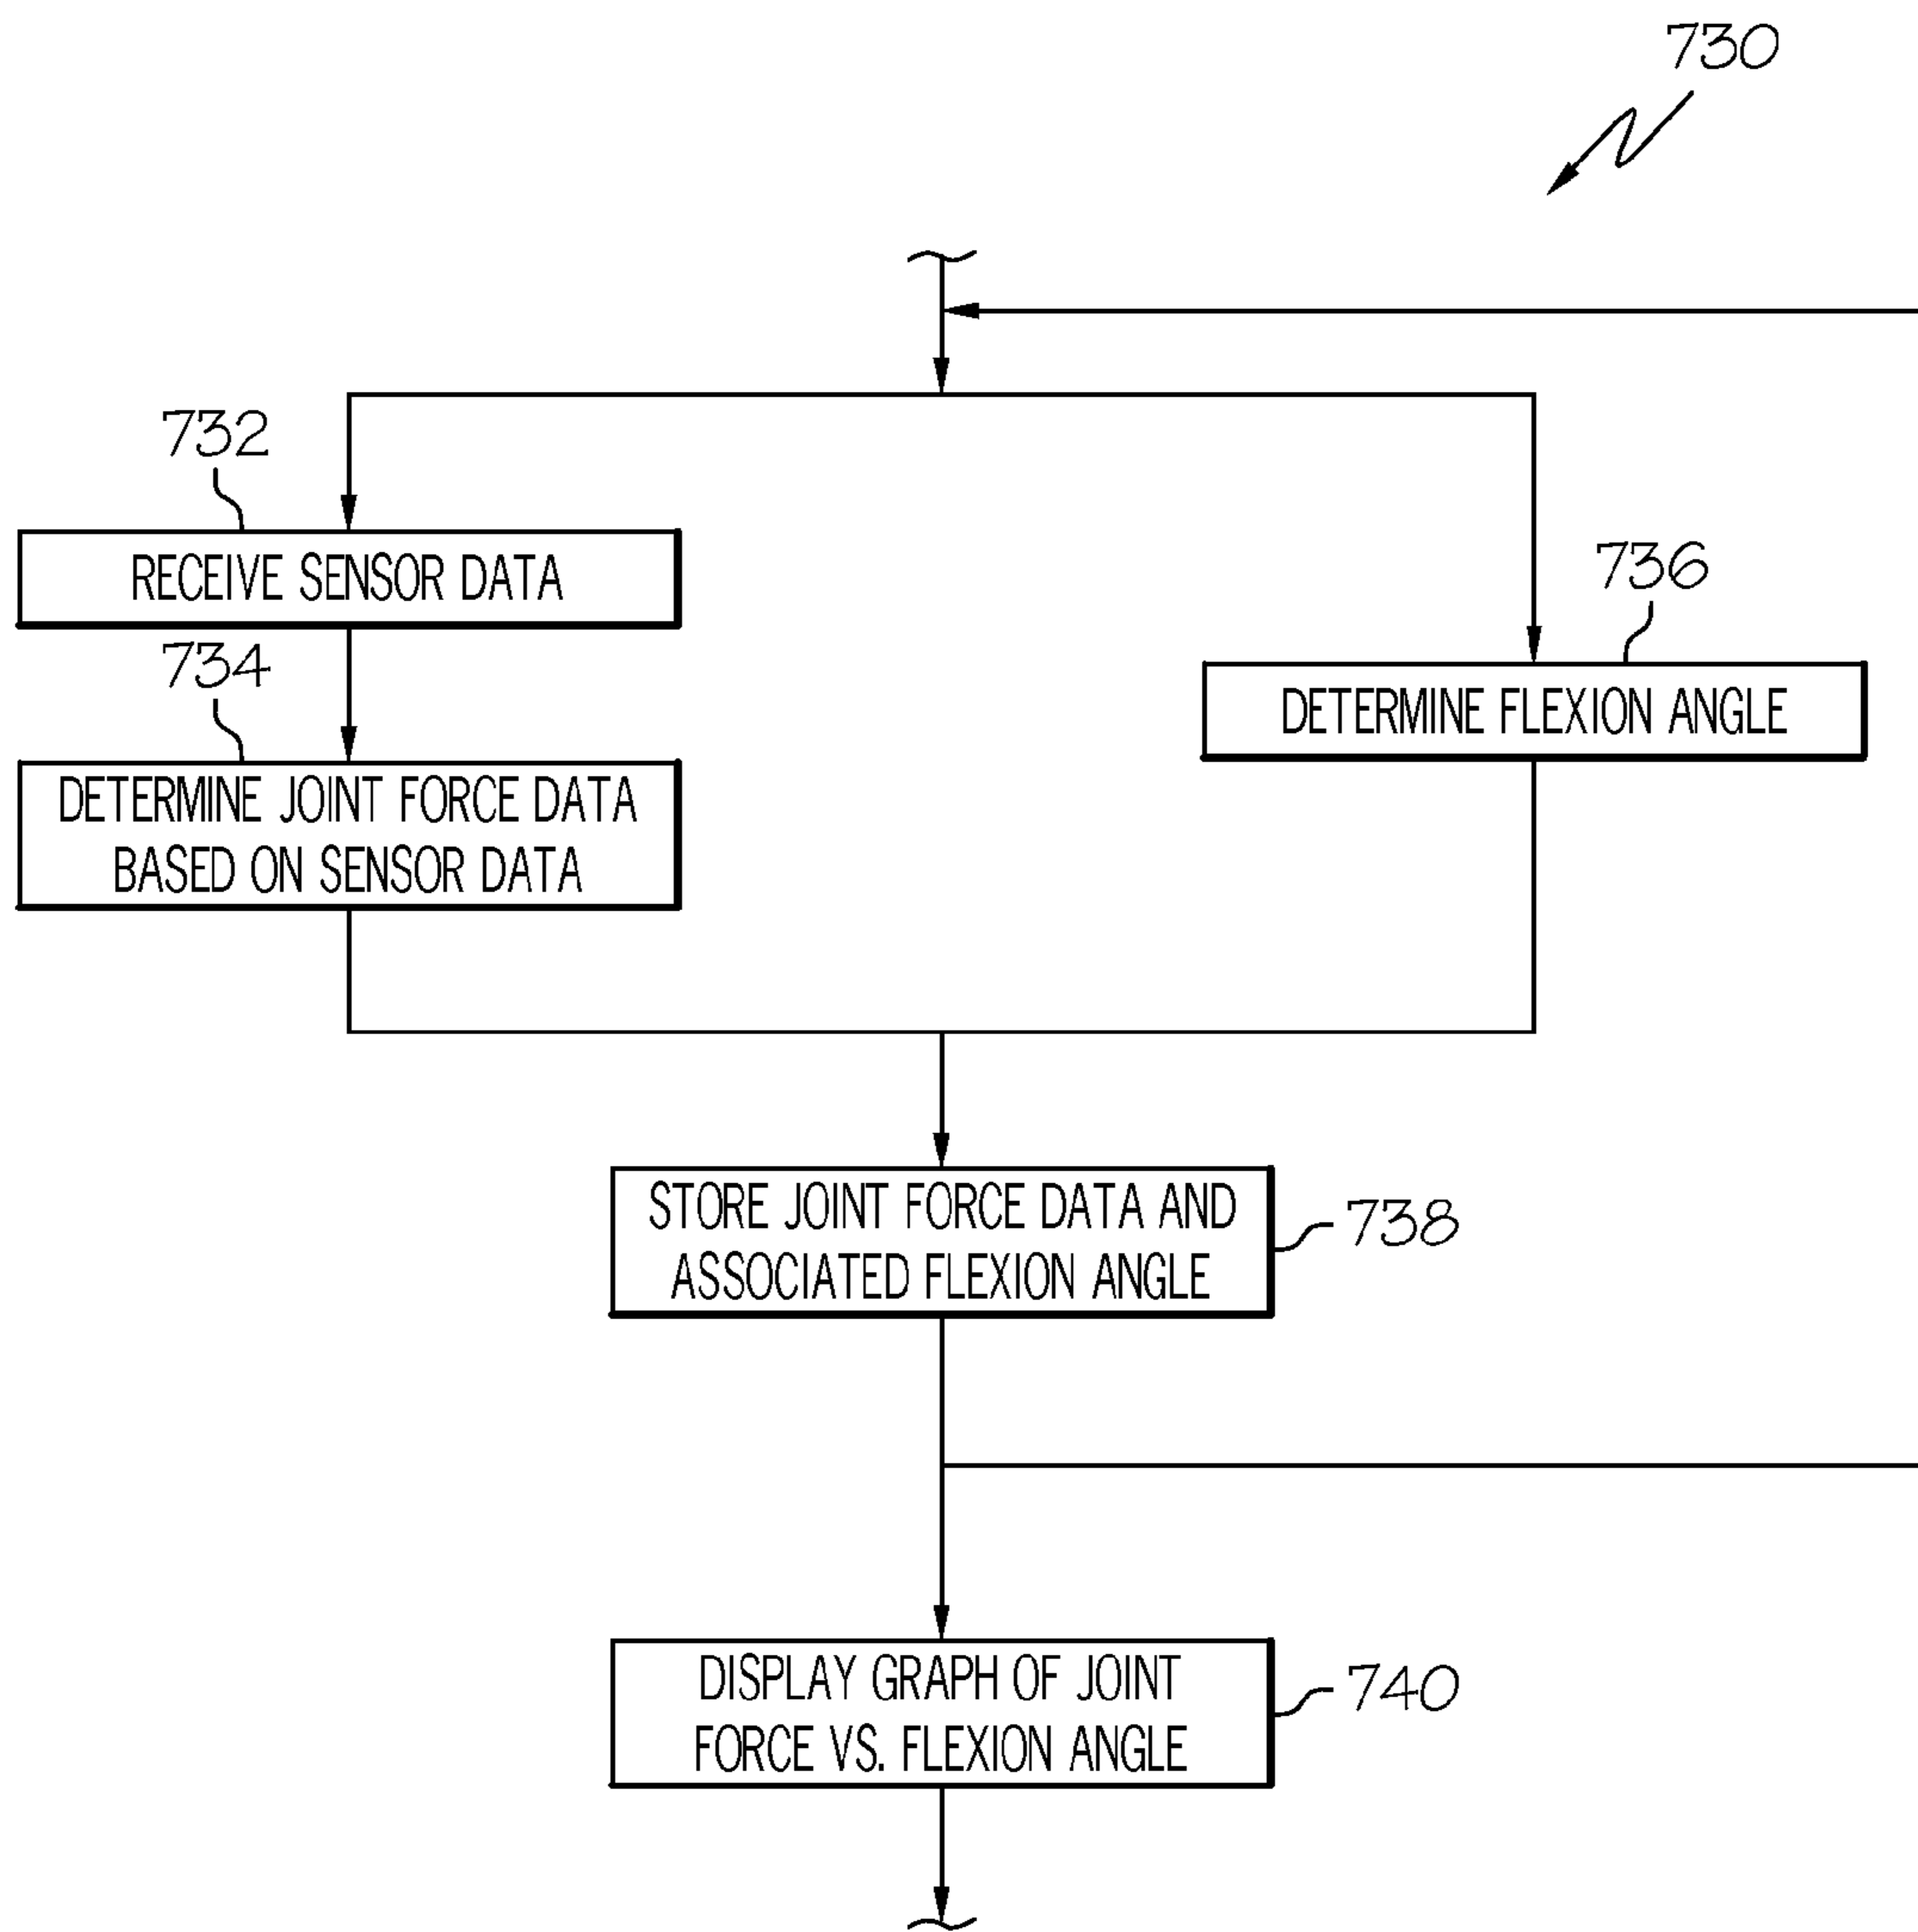 730
732
RECEIVE SENSOR DATA
736
734
DETERMINE FLEXION ANGLE
DETERMINE JOINT FORCE DATA
BASED ON SENSOR DATA
STORE JOINT FORCE DATA AND
ASSOCIATED FLEXION ANGLE
738
DISPLAY GRAPH OF JOINT
FORCE VS. FLEXION ANGLE
740